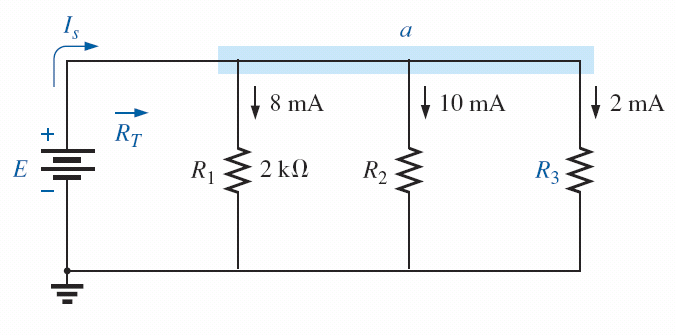 I_s
a
8 mA
10 mA
2 mA
+
R_T
E
R_1
2 kΩ
R_2
R_3
−